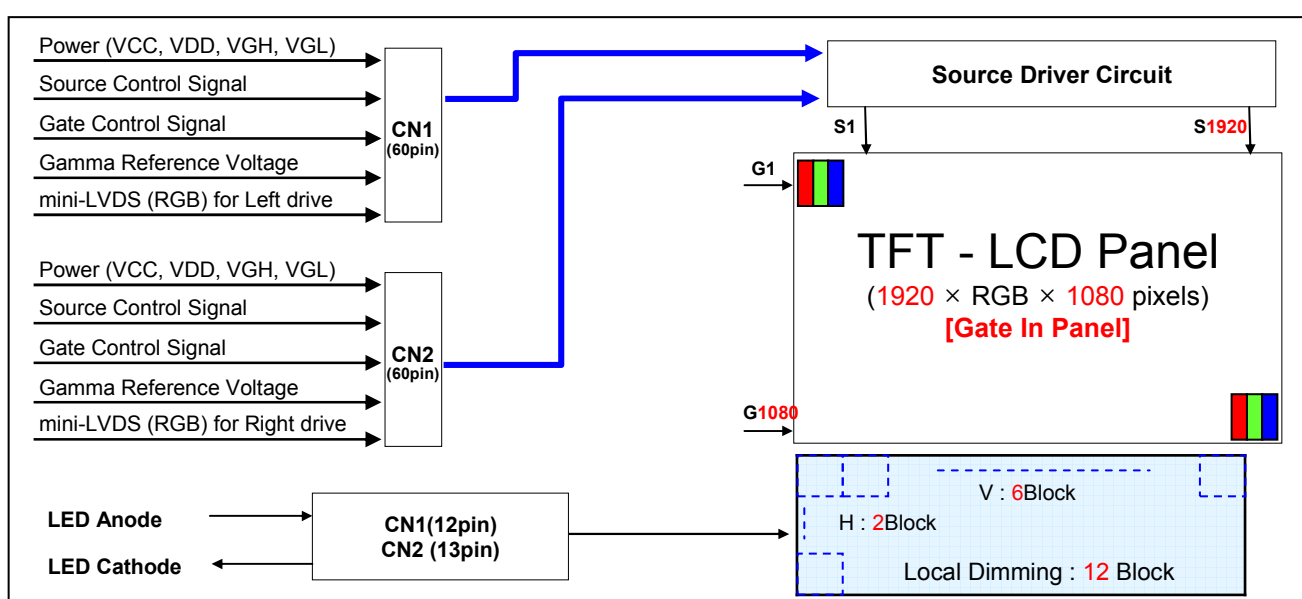 Power (VCC, VDD, VGH, VGL)
Source Control Signal
Gate Control Signal
Gamma Reference Voltage
mini-LVDS (RGB) for Left drive
CN1
(60pin)
Power (VCC, VDD, VGH, VGL)
Source Control Signal
Gate Control Signal
Gamma Reference Voltage
mini-LVDS (RGB) for Right drive
CN2
(60pin)
Source Driver Circuit
S1
S1920
G1
TFT - LCD Panel
(1920 × RGB × 1080 pixels)
[Gate In Panel]
G1080
LED Anode
LED Cathode
CN1(12pin)
CN2 (13pin)
V : 6Block
H : 2Block
Local Dimming : 12 Block